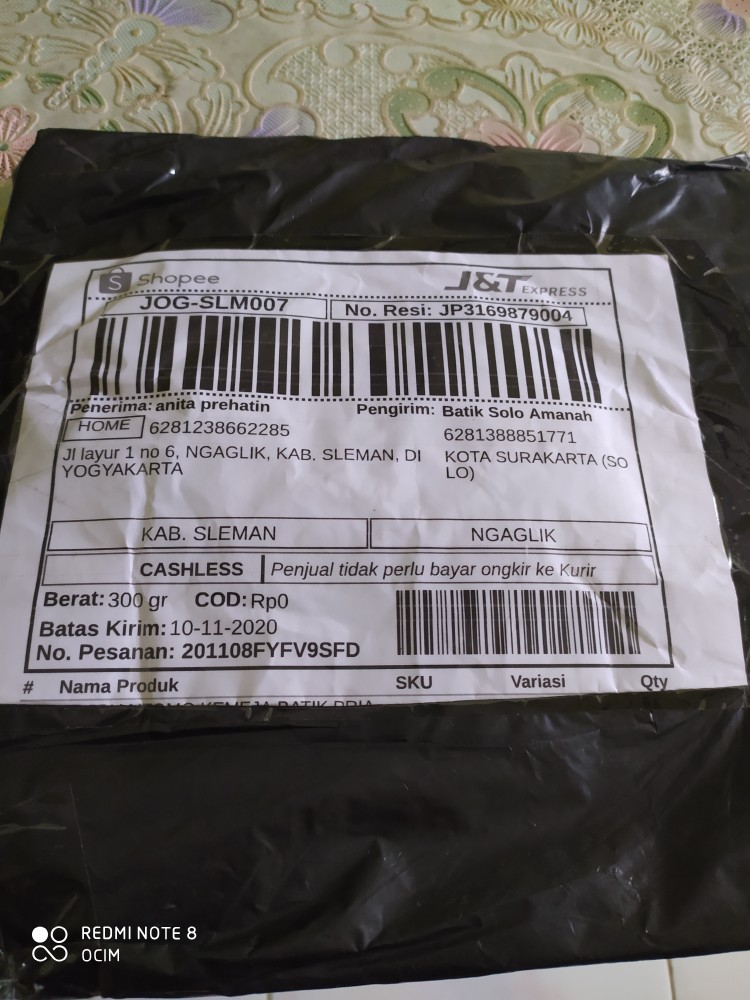 Shopee
J&T EXPRESS
JOG-SLM007
No. Resi: JP3169879004
Penerima: anita prehatin
Pengirim: Batik Solo Amanah
HOME 6281238662285
6281388851771
Jl layur 1 no 6, NGAGLIK, KAB. SLEMAN, DI
YOGYAKARTA
KOTA SURAKARTA (SO
LO)
KAB. SLEMAN
NGAGLIK
CASHLESS
Penjual tidak perlu bayar ongkir ke Kurir
Berat: 300 gr COD: Rp0
Batas Kirim: 10-11-2020
No. Pesanan: 201108FYFV9SFD
# Nama Produk SKU Variasi Qty
KEMEJA BATIK PRIA
REDMI NOTE 8
OCIM